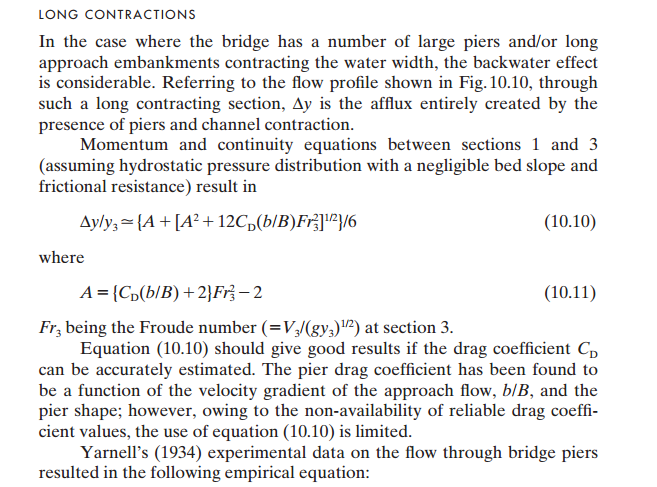 LONG CONTRACTIONS
In the case where the bridge has a number of large piers and/or long
approach embankments contracting the water width, the backwater effect
is considerable. Referring to the flow profile shown in Fig. 10.10, through
such a long contracting section, Δy is the afflux entirely created by the
presence of piers and channel contraction.
Momentum and continuity equations between sections 1 and 3
(assuming hydrostatic pressure distribution with a negligible bed slope and
frictional resistance) result in
Δy/y₃ ≃ {A + [A² + 12C_D(b/B)Fr₃²]^1/2}/6 (10.10)
where
A = {C_D(b/B) + 2}Fr₃² − 2 (10.11)
Fr₃ being the Froude number (=V₃/(gy₃)^1/2) at section 3.
Equation (10.10) should give good results if the drag coefficient C_D
can be accurately estimated. The pier drag coefficient has been found to
be a function of the velocity gradient of the approach flow, b/B, and the
pier shape; however, owing to the non-availability of reliable drag coeffi-
cient values, the use of equation (10.10) is limited.
Yarnell's (1934) experimental data on the flow through bridge piers
resulted in the following empirical equation: